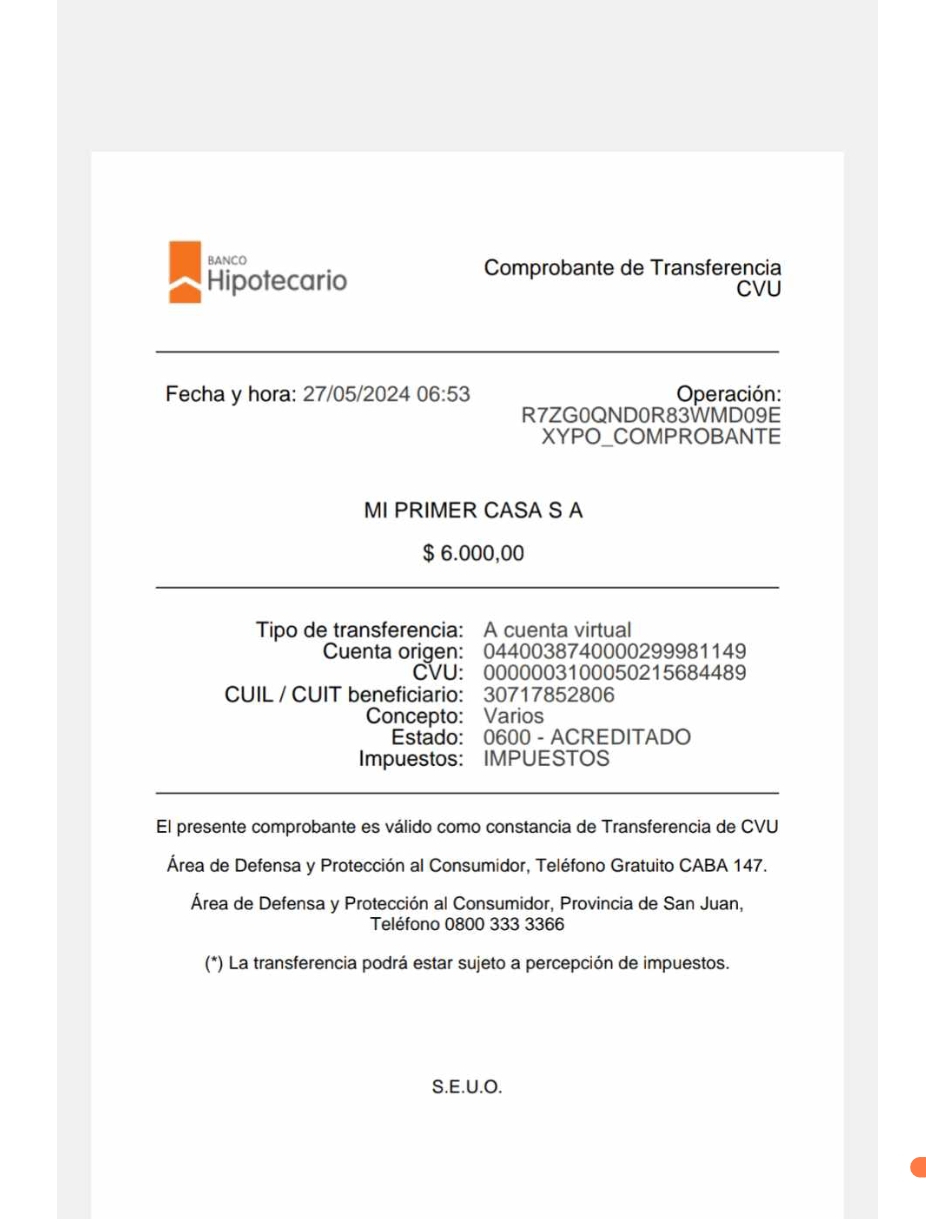 BANCO
Hipotecario
Comprobante de Transferencia
CVU
Fecha y hora: 27/05/2024 06:53
Operación:
R7ZG0QND0R83WMD09E
XYPO_COMPROBANTE
MI PRIMER CASA S A
$ 6.000,00
Tipo de transferencia: A cuenta virtual
Cuenta origen: 0440038740000299981149
CVU: 0000003100050215684489
CUIL / CUIT beneficiario: 30717852806
Concepto: Varios
Estado: 0600 - ACREDITADO
Impuestos: IMPUESTOS
El presente comprobante es válido como constancia de Transferencia de CVU
Área de Defensa y Protección al Consumidor, Teléfono Gratuito CABA 147.
Área de Defensa y Protección al Consumidor, Provincia de San Juan,
Teléfono 0800 333 3366
(*) La transferencia podrá estar sujeto a percepción de impuestos.
S.E.U.O.